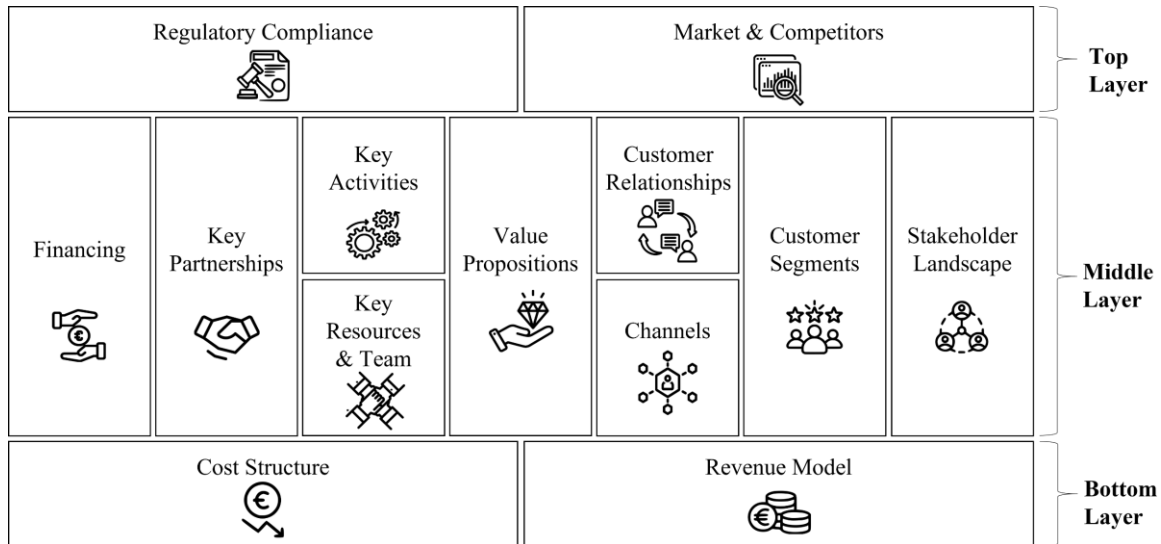 Regulatory Compliance
Market & Competitors
Top
Layer
Financing
Key
Partnerships
Key
Activities
Key
Resources
& Team
Value
Propositions
Customer
Relationships
Channels
Customer
Segments
Stakeholder
Landscape
Middle
Layer
Cost Structure
€
Revenue Model
€
Bottom
Layer